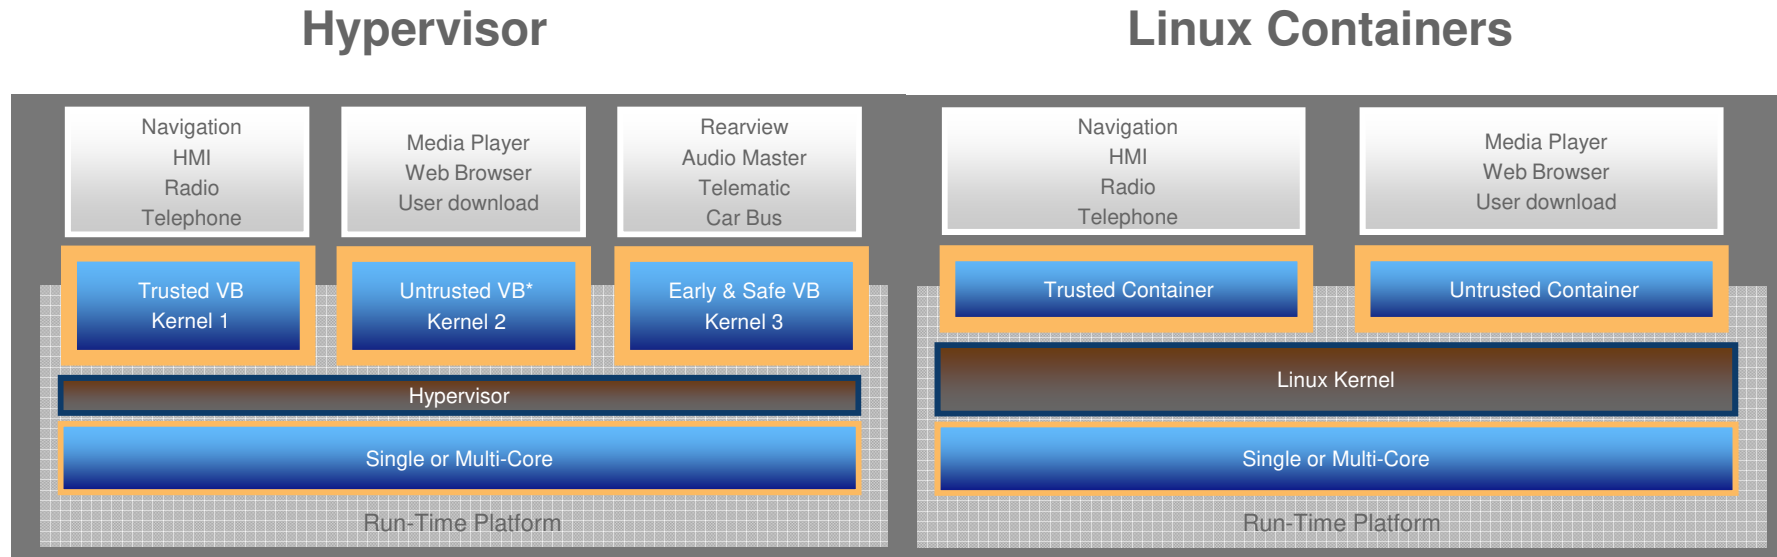 Hypervisor
Navigation
HMI
Radio
Telephone
Media Player
Web Browser
User download
Rearview
Audio Master
Telematic
Car Bus
Trusted VB
Kernel 1
Untrusted VB*
Kernel 2
Early & Safe VB
Kernel 3
Hypervisor
Single or Multi-Core
Run-Time Platform
Linux Containers
Navigation
HMI
Radio
Telephone
Media Player
Web Browser
User download
Trusted Container
Untrusted Container
Linux Kernel
Single or Multi-Core
Run-Time Platform